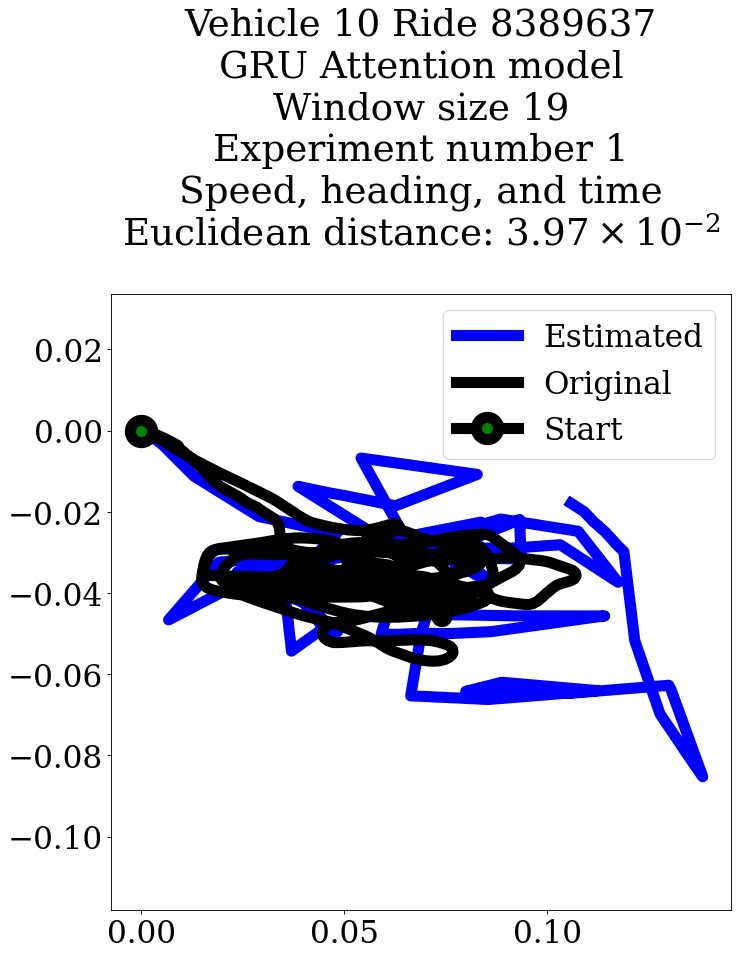 Vehicle 10 Ride 8389637
GRU Attention model
Window size 19
Experiment number 1
Speed, heading, and time
Euclidean distance: 3.97 × 10⁻²
Estimated
Original
Start
0.02
0.00
−0.02
−0.04
−0.06
−0.08
−0.10
0.00 0.05 0.10